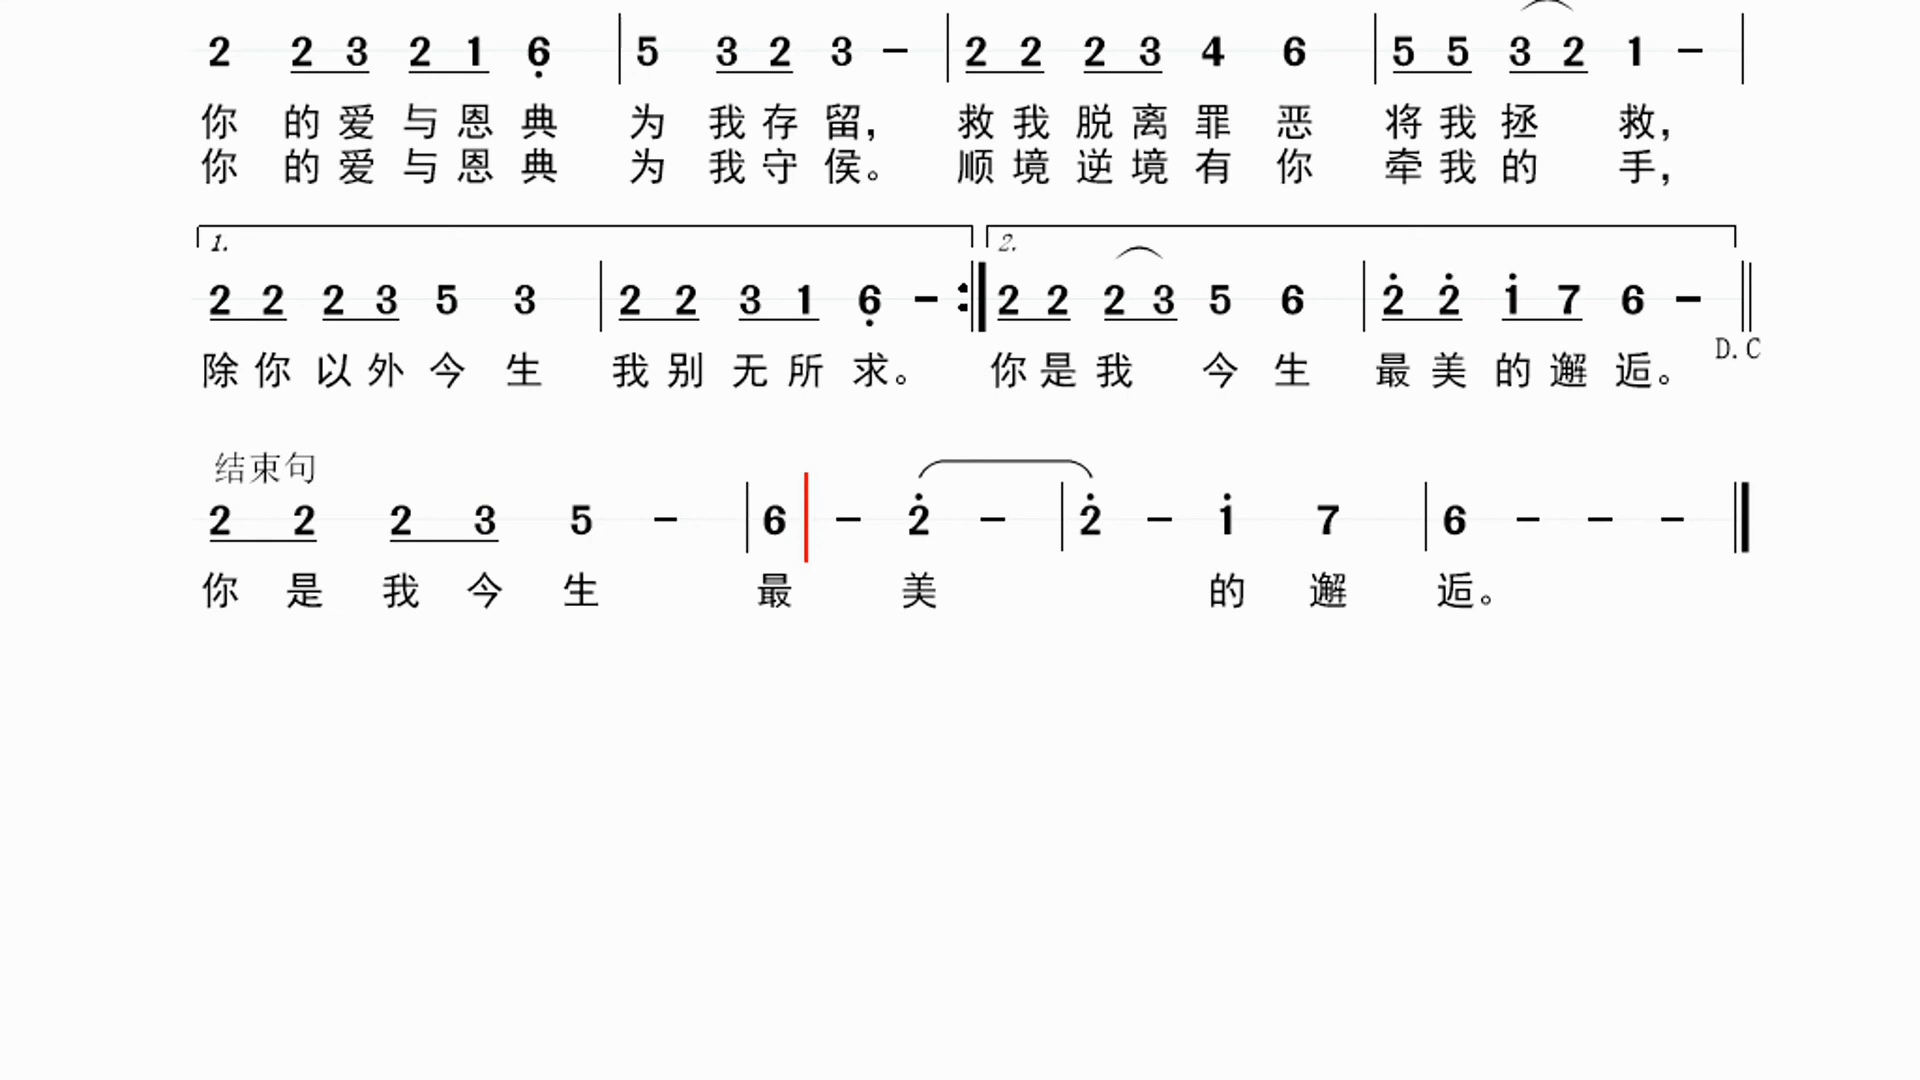 2 2 3 2 1 6̣ | 5 3 2 3 – | 2 2 2 3 4 6 | 5 5 3 2 1 – |
你 的 爱 与 恩 典 为 我 存 留， 救 我 脱 离 罪 恶 将 我 拯 救，
你 的 爱 与 恩 典 为 我 守 侯。 顺 境 逆 境 有 你 牵 我 的 手，
1. 2.
2 2 2 3 5 3 | 2 2 3 1 6̣ – :‖ 2 2 2 3 5 6 | 2̇ 2̇ 1̇ 7 6 – ‖
D.C
除 你 以 外 今 生 我 别 无 所 求。 你 是 我 今 生 最 美 的 邂 逅。
结束句
2 2 2 3 5 – | 6 – 2̇ – | 2̇ – 1̇ 7 | 6 – – – ‖
你 是 我 今 生 最 美 的 邂 逅。